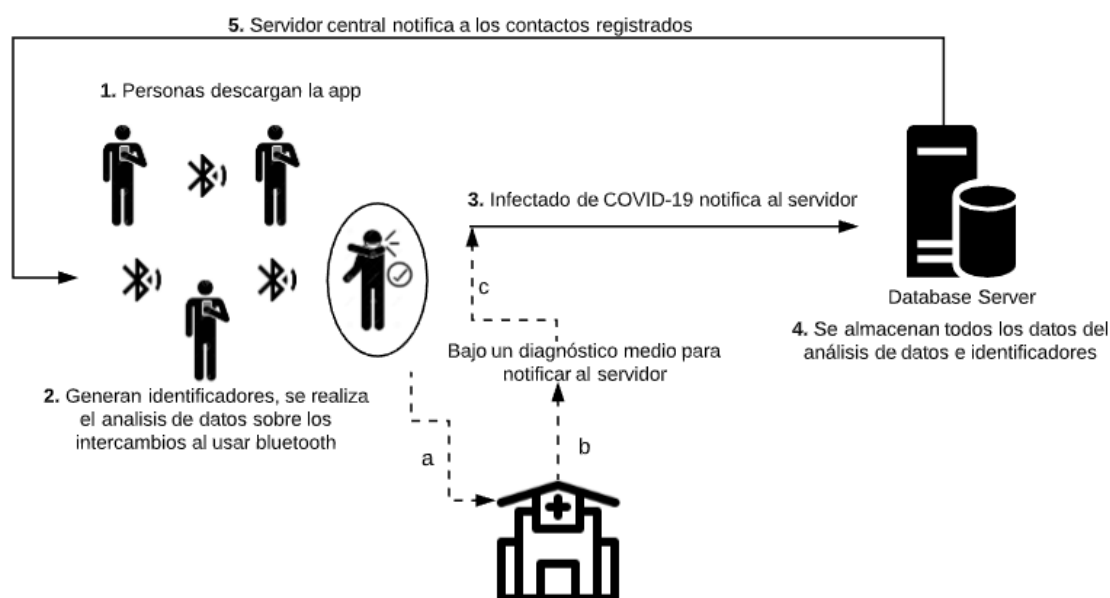 5. Servidor central notifica a los contactos registrados
1. Personas descargan la app
3. Infectado de COVID-19 notifica al servidor
c
Database Server
4. Se almacenan todos los datos del
análisis de datos e identificadores
Bajo un diagnóstico medio para
notificar al servidor
2. Generan identificadores, se realiza
el analisis de datos sobre los
intercambios al usar bluetooth
a
b